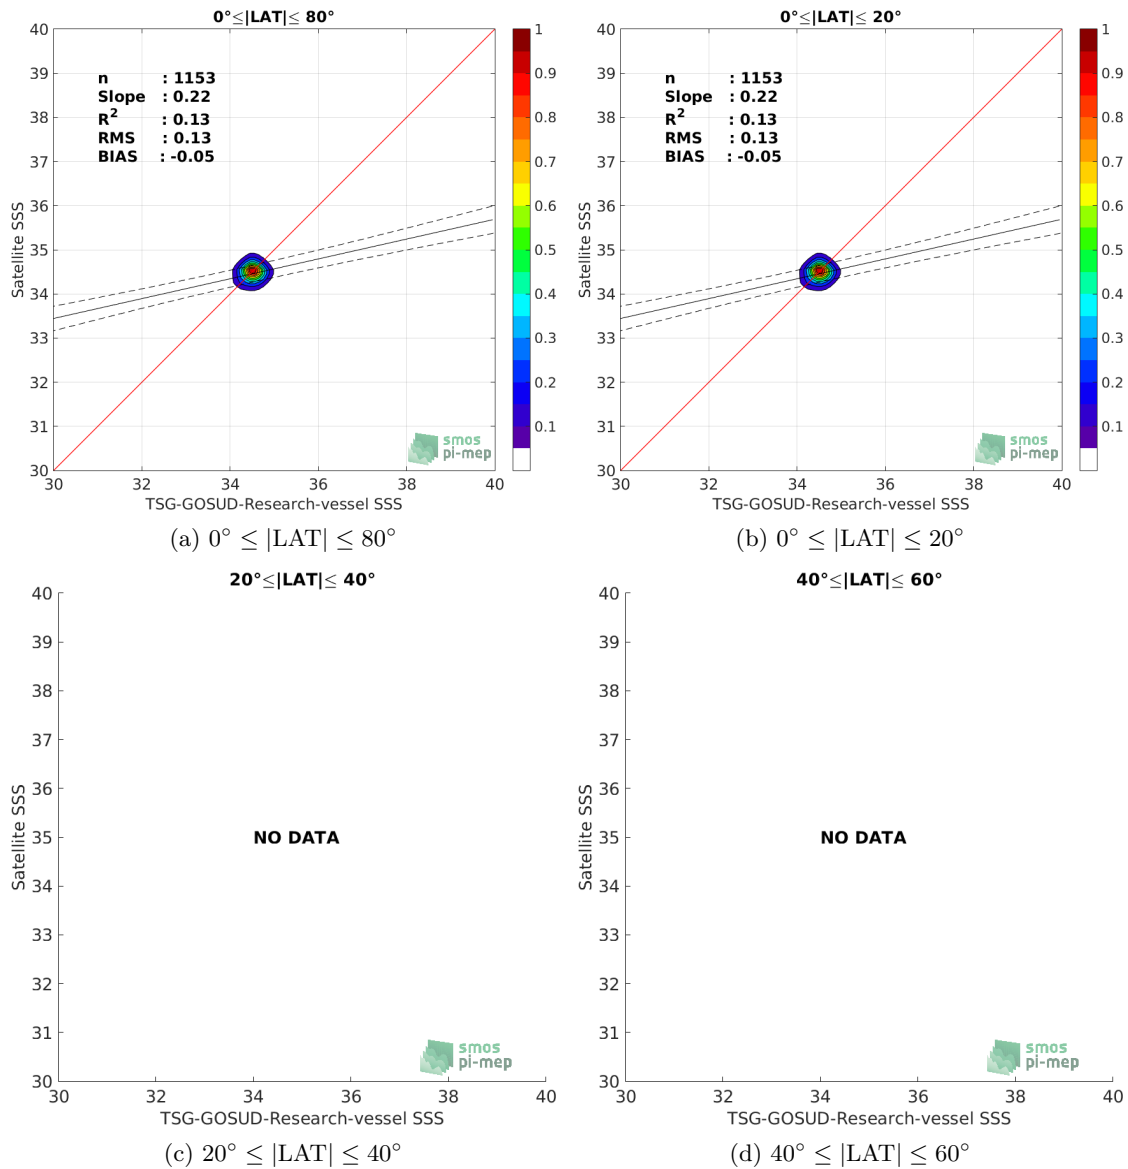 0°≤|LAT|≤ 80°
40
39
38
37
36
35
34
33
32
31
30
Satellite SSS
n : 1153
Slope : 0.22
R² : 0.13
RMS : 0.13
BIAS : -0.05
smos
pi-mep
30 32 34 36 38 40
TSG-GOSUD-Research-vessel SSS
1
0.9
0.8
0.7
0.6
0.5
0.4
0.3
0.2
0.1
(a) 0° ≤ |LAT| ≤ 80°
0°≤|LAT|≤ 20°
40
39
38
37
36
35
34
33
32
31
30
Satellite SSS
n : 1153
Slope : 0.22
R² : 0.13
RMS : 0.13
BIAS : -0.05
smos
pi-mep
30 32 34 36 38 40
TSG-GOSUD-Research-vessel SSS
1
0.9
0.8
0.7
0.6
0.5
0.4
0.3
0.2
0.1
(b) 0° ≤ |LAT| ≤ 20°
20°≤|LAT|≤ 40°
40
39
38
37
36
35
34
33
32
31
30
Satellite SSS
NO DATA
smos
pi-mep
30 32 34 36 38 40
TSG-GOSUD-Research-vessel SSS
(c) 20° ≤ |LAT| ≤ 40°
40°≤|LAT|≤ 60°
40
39
38
37
36
35
34
33
32
31
30
Satellite SSS
NO DATA
smos
pi-mep
30 32 34 36 38 40
TSG-GOSUD-Research-vessel SSS
(d) 40° ≤ |LAT| ≤ 60°